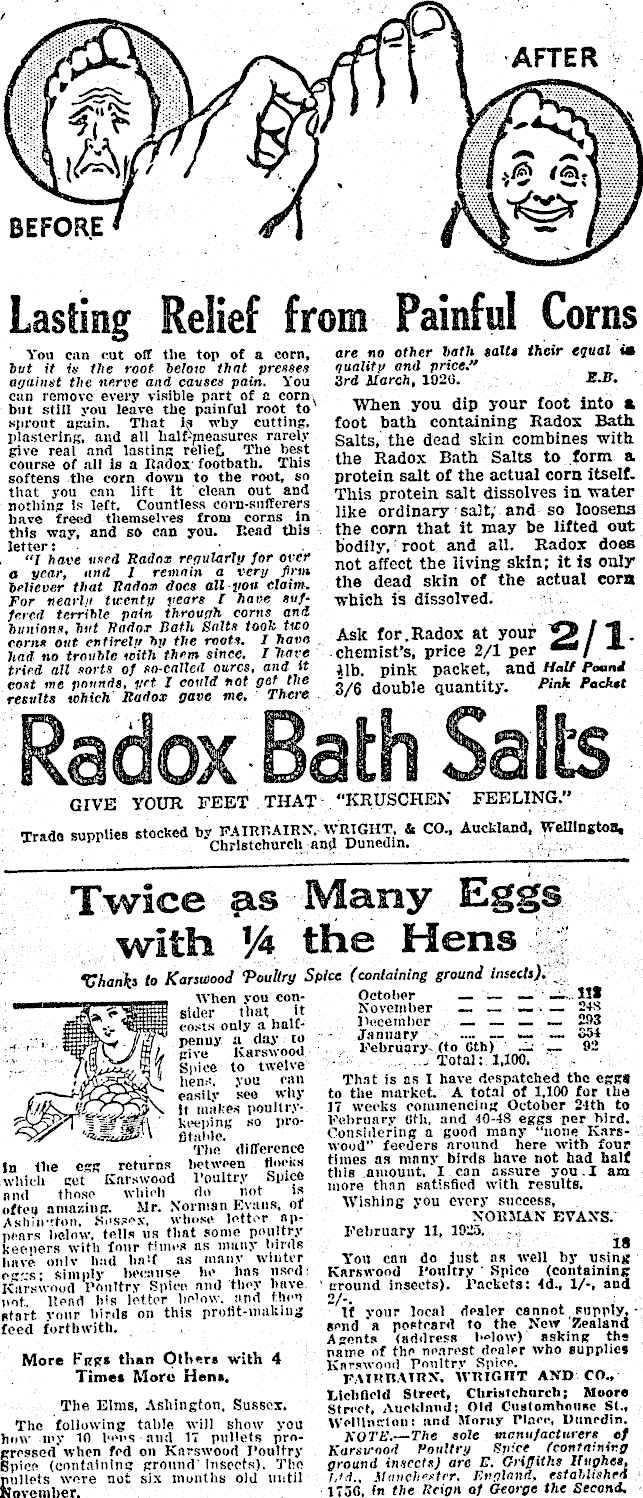 AFTER
BEFORE
Lasting Relief from Painful Corns
You can cut off the top of a corn,
but it is the root below that presses
against the nerve and causes pain. You
can remove every visible part of a corn,
but still you leave the painful root to
sprout again. That is why cutting,
plastering, and all half-measures rarely
give real and lasting relief. The best
course of all is a Radox footbath. This
softens the corn down to the root, so
that you can lift it clean out and
nothing is left. Countless corn-sufferers
have freed themselves from corns in
this way, and so can you. Read this
letter:
"I have used Radox regularly for over
a year, and I remain a very firm
believer that Radox does all you claim.
For nearly twenty years I have suf-
fered terrible pain through corns and
bunions, but Radox Bath Salts took two
corns out entirely by the roots. I have
had no trouble with them since. I have
tried all sorts of so-called cures, and it
cost me pounds, yet I could not get the
results which Radox gave me. There
are no other bath salts their equal in
quality and price."
3rd March, 1926. E.B.
When you dip your foot into a
foot bath containing Radox Bath
Salts, the dead skin combines with
the Radox Bath Salts to form a
protein salt of the actual corn itself.
This protein salt dissolves in water
like ordinary salt, and so loosens
the corn that it may be lifted out
bodily, root and all. Radox does
not affect the living skin; it is only
the dead skin of the actual corn
which is dissolved.
Ask for Radox at your
chemist's, price 2/1 per
½lb. pink packet, and
3/6 double quantity.
2/1
Half Pound
Pink Packet
Radox Bath Salts
GIVE YOUR FEET THAT "KRUSCHEN FEELING."
Trade supplies stocked by FAIRBAIRN, WRIGHT, & CO., Auckland, Wellington,
Christchurch and Dunedin.
Twice as Many Eggs
with ¼ the Hens
Thanks to Karswood Poultry Spice (containing ground insects).
When you con-
sider that it
costs only a half-
penny a day to
give Karswood
Spice to twelve
hens, you can
easily see why
it makes poultry-
keeping so pro-
fitable.
The difference
in the egg returns between flocks
which get Karswood Poultry Spice
and those which do not is
often amazing. Mr. Norman Evans, of
Ashington, Sussex, whose letter ap-
pears below, tells us that some poultry
keepers with four times as many birds
have only had half as many winter
eggs; simply because he has used
Karswood Poultry Spice and they have
not. Read his letter below, and then
start your birds on this profit-making
feed forthwith.
More Eggs than Others with 4
Times More Hens.
The Elms, Ashington, Sussex.
The following table will show you
how my 10 hens and 17 pullets pro-
gressed when fed on Karswood Poultry
Spice (containing ground insects). The
pullets were not six months old until
November.
October — — — — 113
November — — — — 248
December — — — — 293
January — — — — 354
February (to 6th) — — 92
Total: 1,100.
That is as I have despatched the eggs
to the market. A total of 1,100 for the
17 weeks commencing October 24th to
February 6th, and 40-48 eggs per bird.
Considering a good many "none Kars-
wood" feeders around here with four
times as many birds have not had half
this amount, I can assure you I am
more than satisfied with results.
Wishing you every success,
NORMAN EVANS.
February 11, 1925.
18
You can do just as well by using
Karswood Poultry Spice (containing
ground insects). Packets: 4d., 1/-, and
2/-.
If your local dealer cannot supply,
send a postcard to the New Zealand
Agents (address below) asking the
name of the nearest dealer who supplies
Karswood Poultry Spice.
FAIRBAIRN, WRIGHT AND CO.,
Lichfield Street, Christchurch; Moore
Street, Auckland; Old Customhouse St.,
Wellington; and Moray Place, Dunedin.
NOTE.—The sole manufacturers of
Karswood Poultry Spice (containing
ground insects) are E. Griffiths Hughes,
Ltd., Manchester, England, established
1756, in the Reign of George the Second.